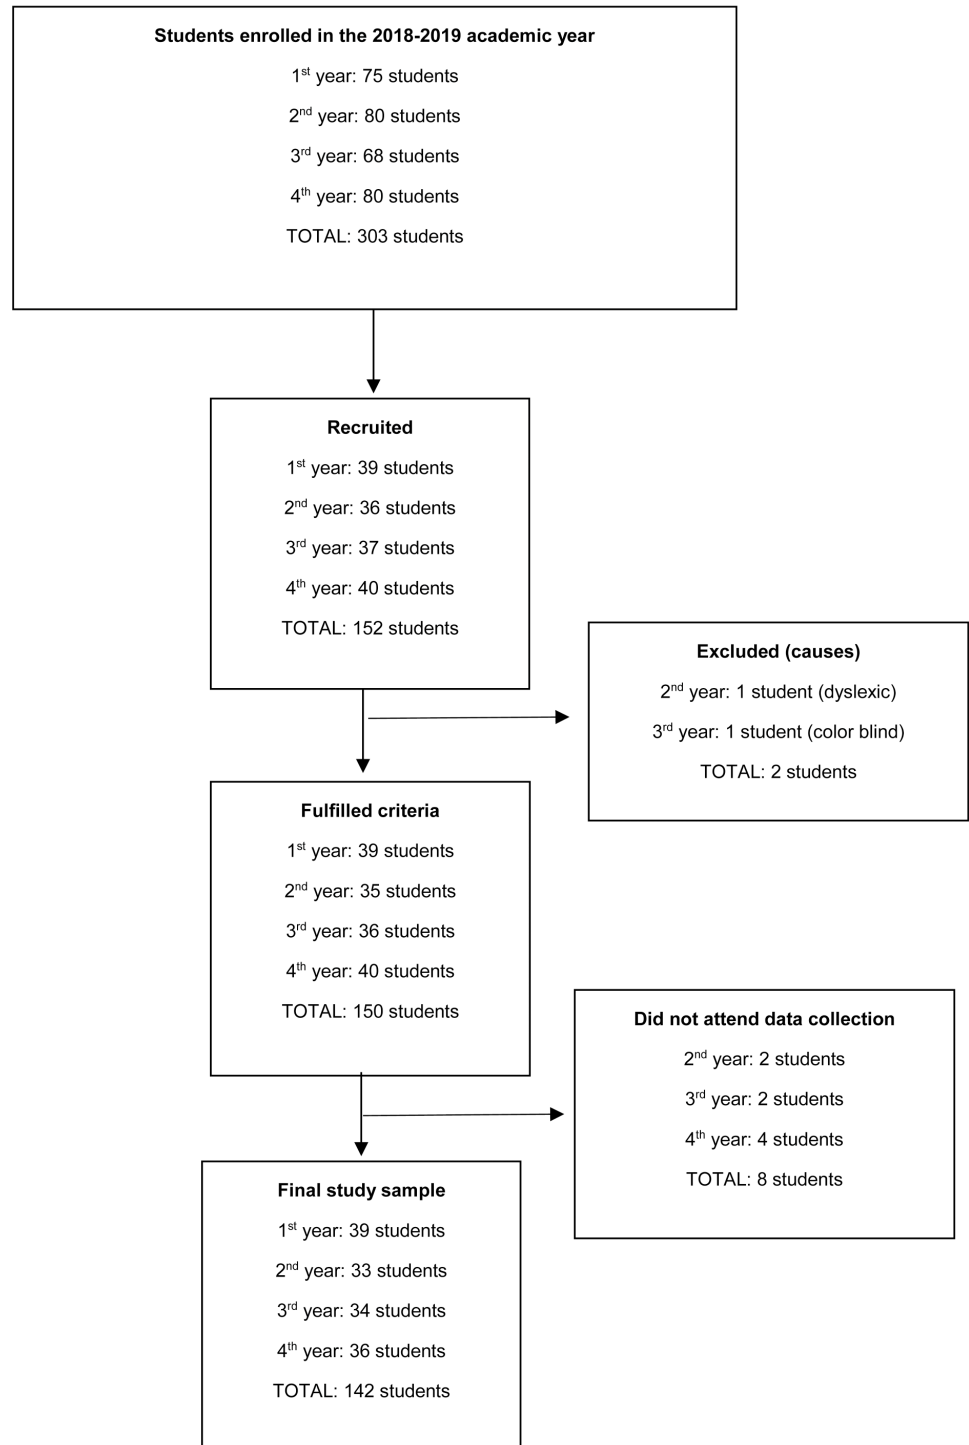 Students enrolled in the 2018-2019 academic year
1st year: 75 students
2nd year: 80 students
3rd year: 68 students
4th year: 80 students
TOTAL: 303 students
Recruited
1st year: 39 students
2nd year: 36 students
3rd year: 37 students
4th year: 40 students
TOTAL: 152 students
Excluded (causes)
2nd year: 1 student (dyslexic)
3rd year: 1 student (color blind)
TOTAL: 2 students
Fulfilled criteria
1st year: 39 students
2nd year: 35 students
3rd year: 36 students
4th year: 40 students
TOTAL: 150 students
Did not attend data collection
2nd year: 2 students
3rd year: 2 students
4th year: 4 students
TOTAL: 8 students
Final study sample
1st year: 39 students
2nd year: 33 students
3rd year: 34 students
4th year: 36 students
TOTAL: 142 students